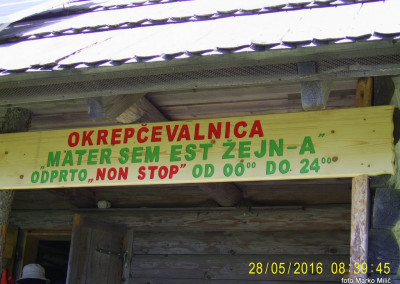 OKREPČEVALNICA
„MATER SEM EST ŽEJN-A"
ODPRTO „NON STOP" OD 00⁰⁰ DO 24⁰⁰
28/05/2016 08:39:45
foto.Marko Milič